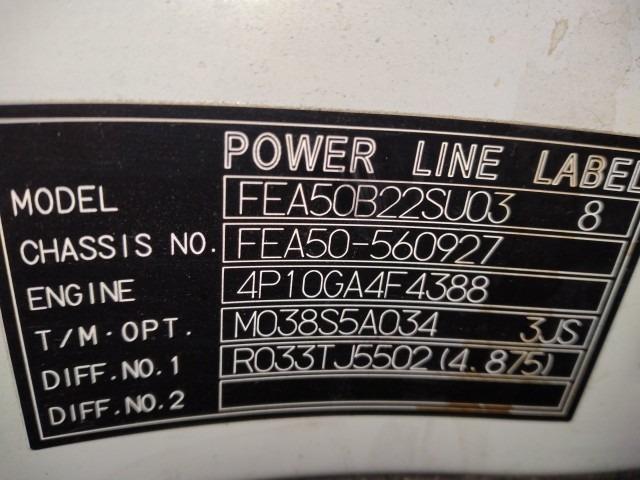 POWER LINE LABEL
MODEL FEA50B22SU03 8
CHASSIS NO. FEA50-560927
ENGINE 4P10GA4F4388
T/M·OPT. M038S5A034 3JS
DIFF.NO.1 R033TJ5502(4.875)
DIFF.NO.2